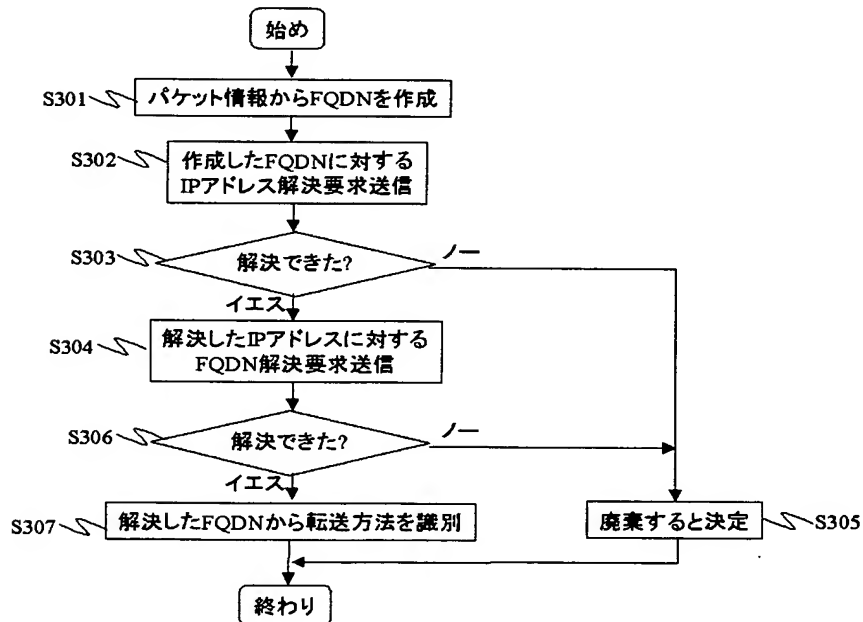 始め
S301
パケット情報からFQDNを作成
S302
作成したFQDNに対する
IPアドレス解決要求送信
S303
解決できた?
ノー
イエス
S304
解決したIPアドレスに対する
FQDN解決要求送信
S306
解決できた?
ノー
イエス
S307
解決したFQDNから転送方法を識別
廃棄すると決定
S305
終わり